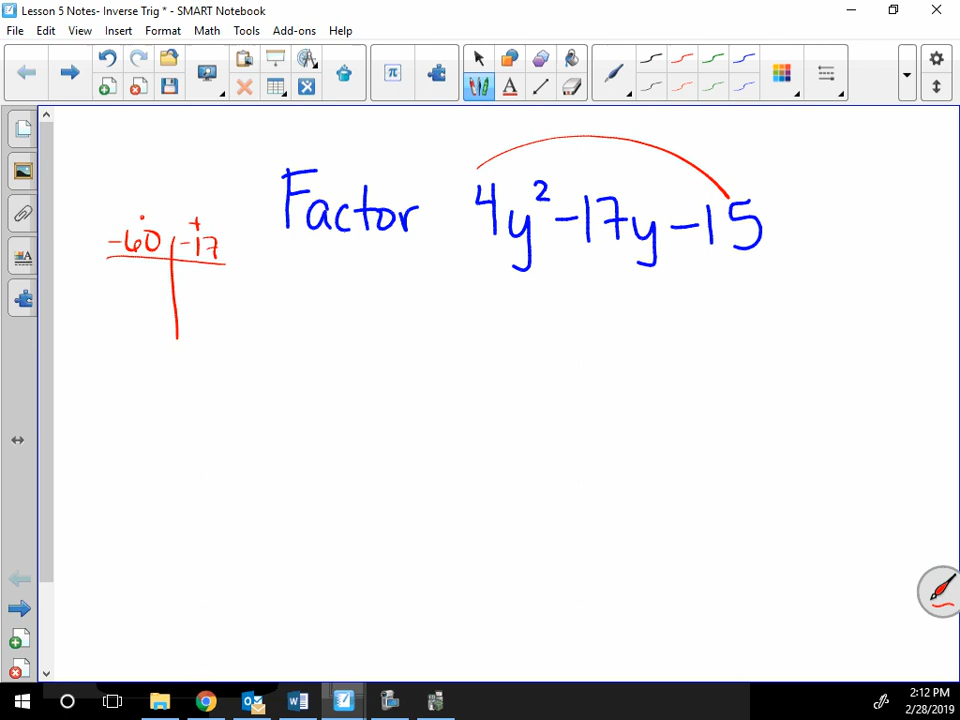 Lesson 5 Notes- Inverse Trig * - SMART Notebook
File Edit View Insert Format Math Tools Add-ons Help
π
A
Factor 4y² -17y -15
· +
-60 -17
2:12 PM
2/28/2019